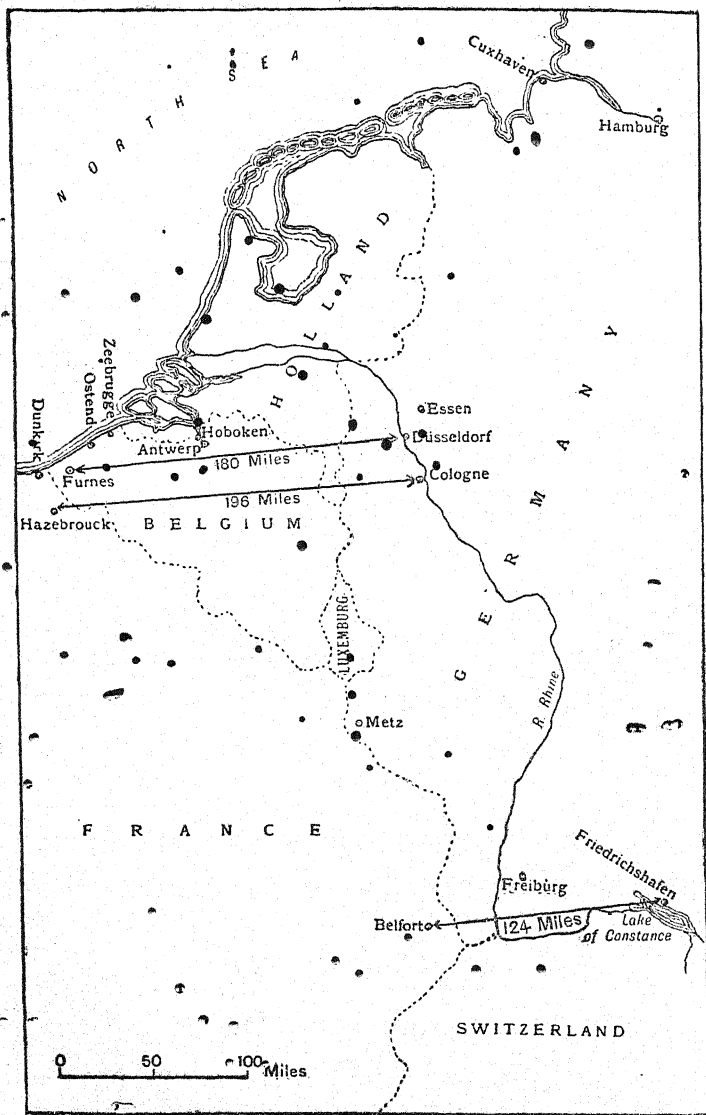 Cuxhaven
NORTH SEA
Hamburg
HOLLAND
GERMANY
Zeebrugge
Ostend
Dunkyrk
Essen
Hoboken
Düsseldorf
Antwerp
180 Miles
Furnes
Cologne
196 Miles
Hazebrouck
BELGIUM
LUXEMBURG
R. Rhine
Metz
FRANCE
Friedrichshafen
Freiburg
Belfort
124 Miles
Lake
of Constance
SWITZERLAND
0 50 100 Miles